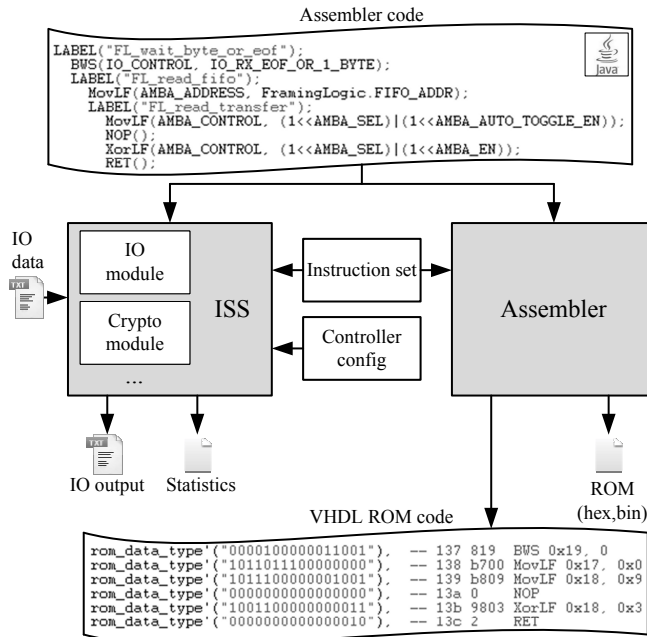 Assembler code
LABEL("FL_wait_byte_or_eof");
BWS(IO_CONTROL, IO_RX_EOF_OR_1_BYTE);
LABEL("FL_read_fifo");
MovLF(AMBA_ADDRESS, FramingLogic.FIFO_ADDR);
LABEL("FL_read_transfer");
MovLF(AMBA_CONTROL, (1<<AMBA_SEL)|(1<<AMBA_AUTO_TOGGLE_EN));
NOP();
XorLF(AMBA_CONTROL, (1<<AMBA_SEL)|(1<<AMBA_EN));
RET();
Java
IO
data
TXT
IO
module
Crypto
module
...
ISS
Instruction set
Controller
config
Assembler
TXT
IO output
Statistics
ROM
(hex,bin)
VHDL ROM code
rom_data_type'("0000100000011001"), -- 137 819 BWS 0x19, 0
rom_data_type'("1011011100000000"), -- 138 b700 MovLF 0x17, 0x0
rom_data_type'("1011100000001001"), -- 139 b809 MovLF 0x18, 0x9
rom_data_type'("0000000000000000"), -- 13a 0 NOP
rom_data_type'("1001100000000011"), -- 13b 9803 XorLF 0x18, 0x3
rom_data_type'("0000000000000010"), -- 13c 2 RET